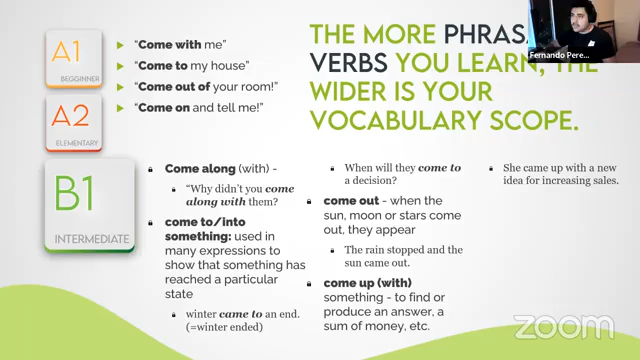 A1
BEGGINNER
A2
ELEMENTARY
B1
INTERMEDIATE
"Come with me"
"Come to my house"
"Come out of your room!"
"Come on and tell me!"
THE MORE
VERBS YOU LEARN, THE
WIDER IS YOUR
VOCABULARY SCOPE.
Fernando Pere...
Come along (with) -
"Why didn't you come
along with them?
come to/into
something: used in
many expressions to
show that something has
reached a particular
state
winter came to an end.
(=winter ended)
When will they come to
a decision?
come out - when the
sun, moon or stars come
out, they appear
The rain stopped and the
sun came out.
come up (with)
something - to find or
produce an answer, a
sum of money, etc.
She came up with a new
idea for increasing sales.
zoom